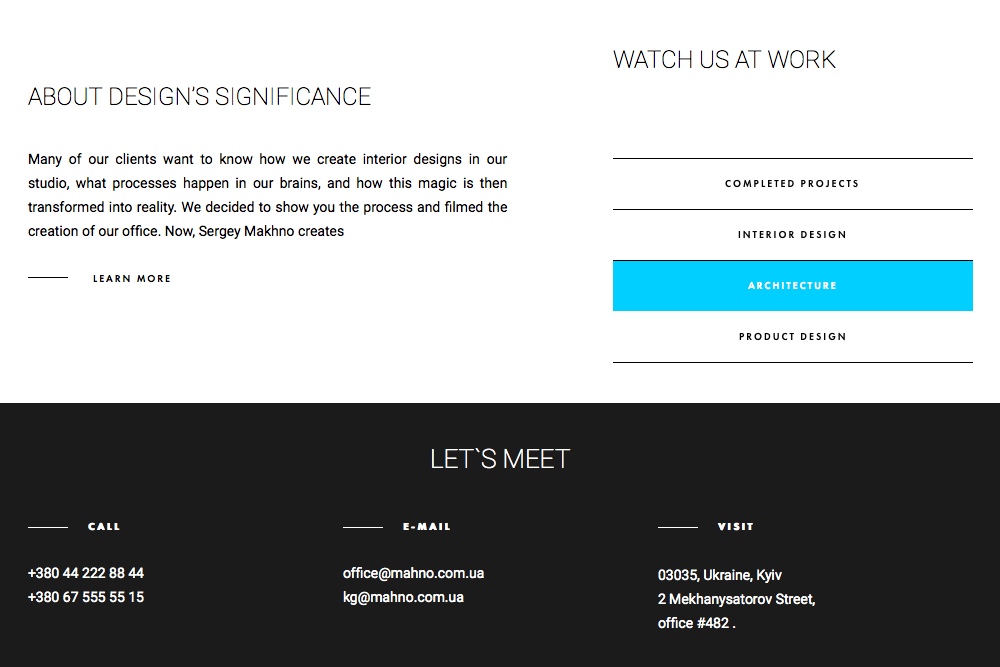 ABOUT DESIGN’S SIGNIFICANCE
Many of our clients want to know how we create interior designs in our
studio, what processes happen in our brains, and how this magic is then
transformed into reality. We decided to show you the process and filmed the
creation of our office. Now, Sergey Makhno creates
LEARN MORE
WATCH US AT WORK
COMPLETED PROJECTS
INTERIOR DESIGN
ARCHITECTURE
PRODUCT DESIGN
LET`S MEET
CALL
+380 44 222 88 44
+380 67 555 55 15
E-MAIL
office@mahno.com.ua
kg@mahno.com.ua
VISIT
03035, Ukraine, Kyiv
2 Mekhanysatorov Street,
office #482 .